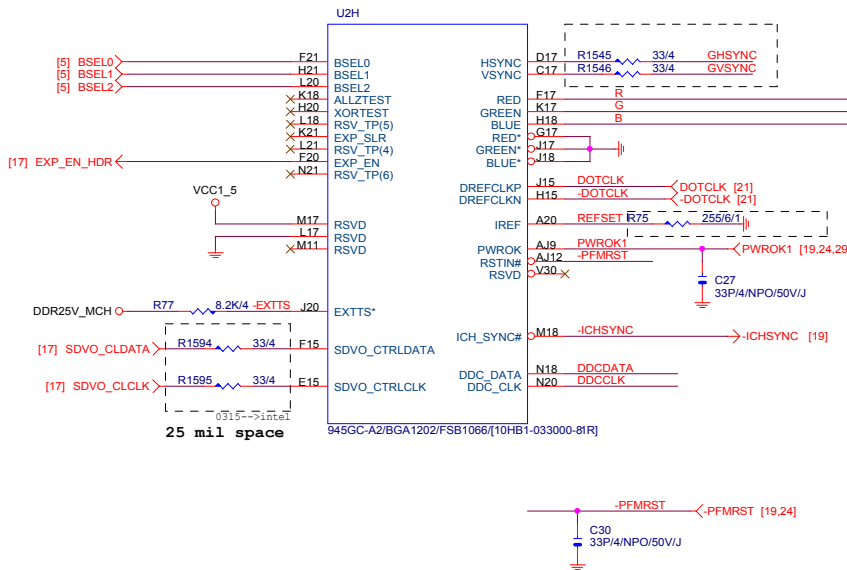 U2H
[5] BSEL0 F21 BSEL0 HSYNC D17 R1545 33/4 GHSYNC
[5] BSEL1 H21 BSEL1 VSYNC C17 R1546 33/4 GVSYNC
[5] BSEL2 L20 BSEL2
K18 ALLZTEST RED F17 R
H20 XORTEST GREEN K17 G
L18 RSV_TP(5) BLUE H18 B
K21 EXP_SLR RED* G17
L21 RSV_TP(4) GREEN* J17
[17] EXP_EN_HDR F20 EXP_EN BLUE* J18
N21 RSV_TP(6)
DREFCLKP J15 DOTCLK DOTCLK [21]
VCC1_5 DREFCLKN H15 -DOTCLK -DOTCLK [21]
M17 RSVD IREF A20 REFSET R75 255/6/1
L17 RSVD
M11 RSVD PWROK AJ9 PWROK1 PWROK1 [19,24,29
RSTIN# AJ12 -PFMRST
RSVD V30
C27
33P/4/NPO/50V/J
DDR25V_MCH R77 8.2K/4 -EXTTS J20 EXTTS*
ICH_SYNC# M18 -ICHSYNC -ICHSYNC [19]
[17] SDVO_CLDATA R1594 33/4 F15 SDVO_CTRLDATA
DDC_DATA N18 DDCDATA
[17] SDVO_CLCLK R1595 33/4 E15 SDVO_CTRLCLK DDC_CLK N20 DDCCLK
0315-->intel
25 mil space
945GC-A2/BGA1202/FSB1066/[10HB1-033000-81R]
-PFMRST -PFMRST [19,24]
C30
33P/4/NPO/50V/J